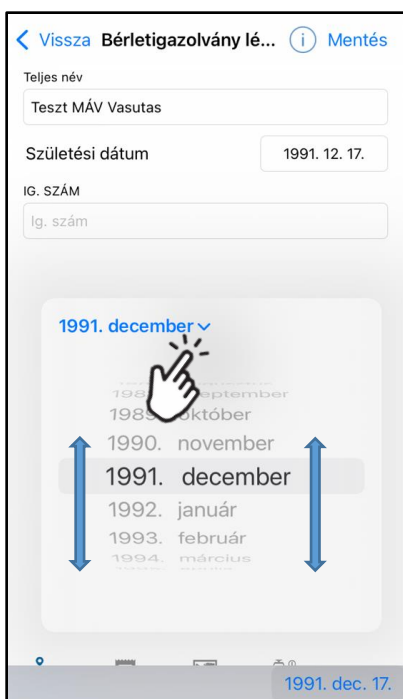 Vissza Bérletigazolvány lé... i Mentés
Teljes név
Teszt MÁV Vasutas
Születési dátum 1991. 12. 17.
IG. SZÁM
Ig. szám
1991. december
1989. október
1990. november
1991. december
1992. január
1993. február
1994. március
1991. dec. 17.